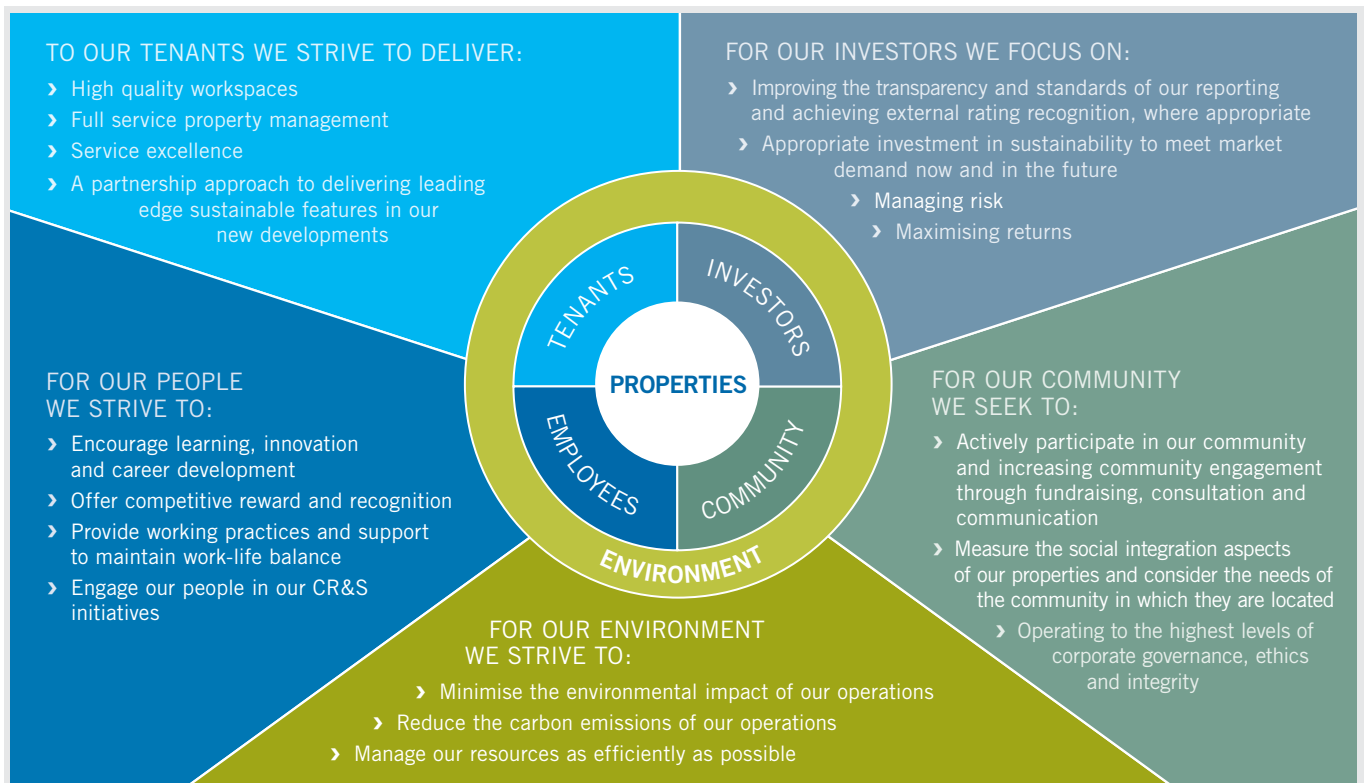 TO OUR TENANTS WE STRIVE TO DELIVER:
› High quality workspaces
› Full service property management
› Service excellence
› A partnership approach to delivering leading
edge sustainable features in our
new developments
FOR OUR INVESTORS WE FOCUS ON:
› Improving the transparency and standards of our reporting
and achieving external rating recognition, where appropriate
› Appropriate investment in sustainability to meet market
demand now and in the future
› Managing risk
› Maximising returns
TENANTS
INVESTORS
PROPERTIES
EMPLOYEES
COMMUNITY
ENVIRONMENT
FOR OUR PEOPLE
WE STRIVE TO:
› Encourage learning, innovation
and career development
› Offer competitive reward and recognition
› Provide working practices and support
to maintain work-life balance
› Engage our people in our CR&S
initiatives
FOR OUR COMMUNITY
WE SEEK TO:
› Actively participate in our community
and increasing community engagement
through fundraising, consultation and
communication
› Measure the social integration aspects
of our properties and consider the needs of
the community in which they are located
› Operating to the highest levels of
corporate governance, ethics
and integrity
FOR OUR ENVIRONMENT
WE STRIVE TO:
› Minimise the environmental impact of our operations
› Reduce the carbon emissions of our operations
› Manage our resources as efficiently as possible